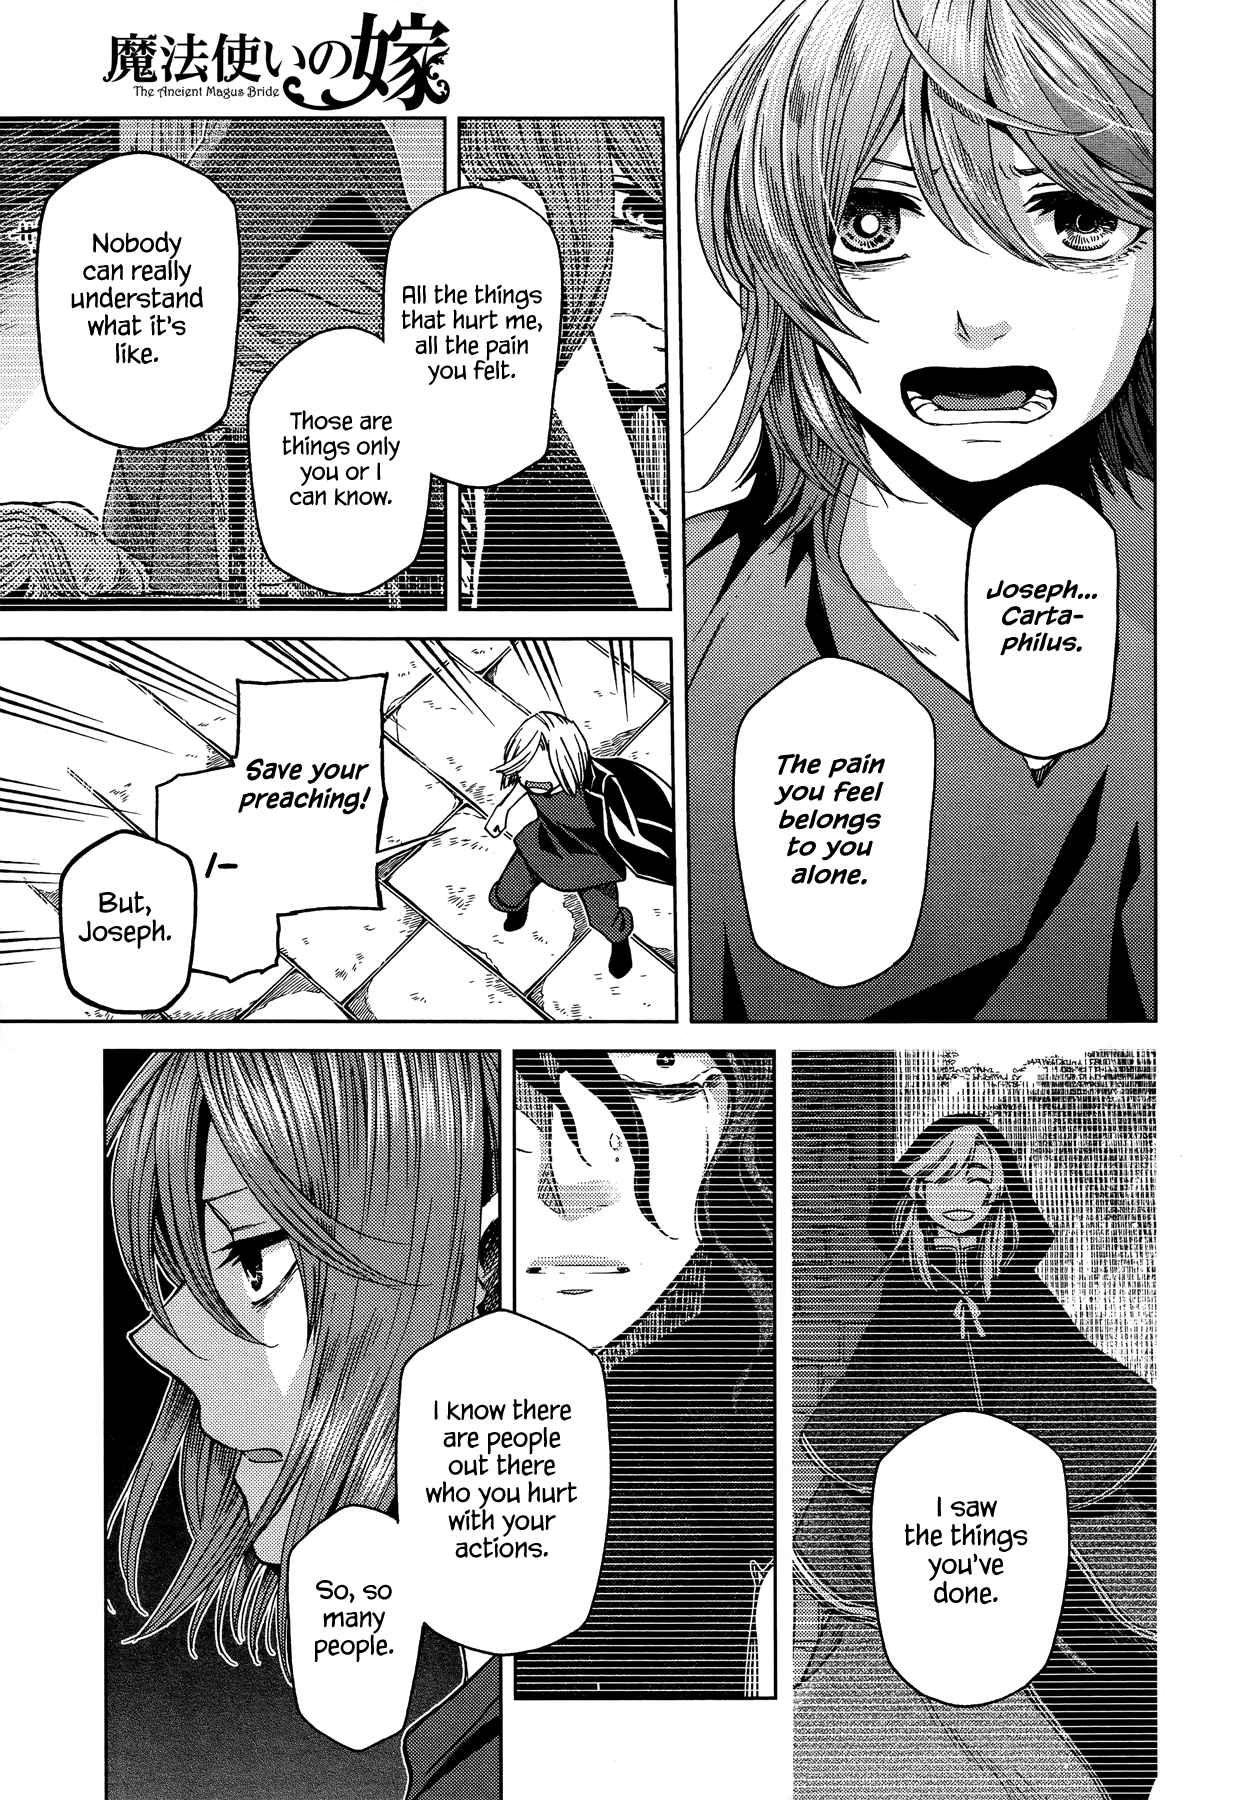 魔法使いの嫁
The Ancient Magus Bride
Joseph...
Carta-
philus.
The pain
you feel
belongs
to you
alone.
All the things
that hurt me,
all the pain
you felt.
Those are
things only
you or I
can know.
Nobody
can really
understand
what it's
like.
Save your
preaching!
I-
But,
Joseph.
I saw
the things
you've
done.
I know there
are people
out there
who you hurt
with your
actions.
So, so
many
people.